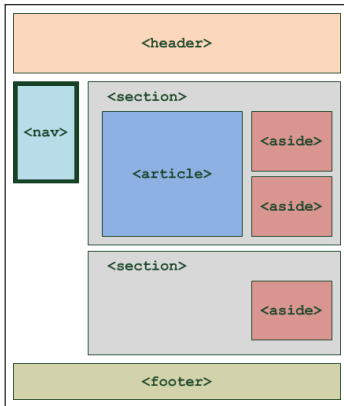 <header>
<nav>
<section>
<article>
<aside>
<aside>
<section>
<aside>
<footer>